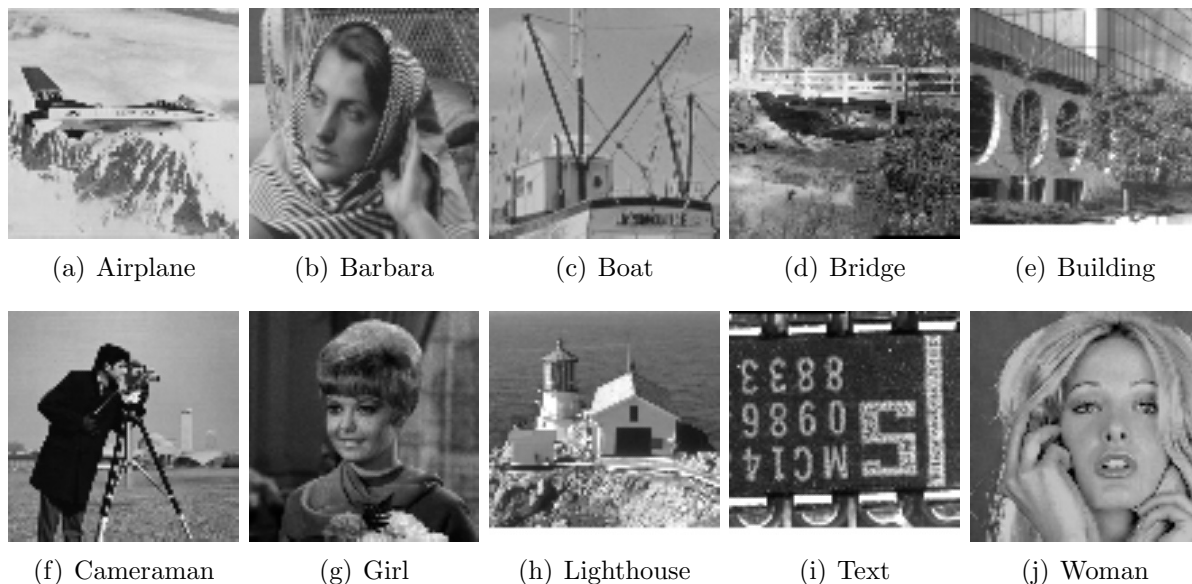 (a) Airplane
(b) Barbara
(c) Boat
(d) Bridge
(e) Building
(f) Cameraman
(g) Girl
(h) Lighthouse
(i) Text
(j) Woman